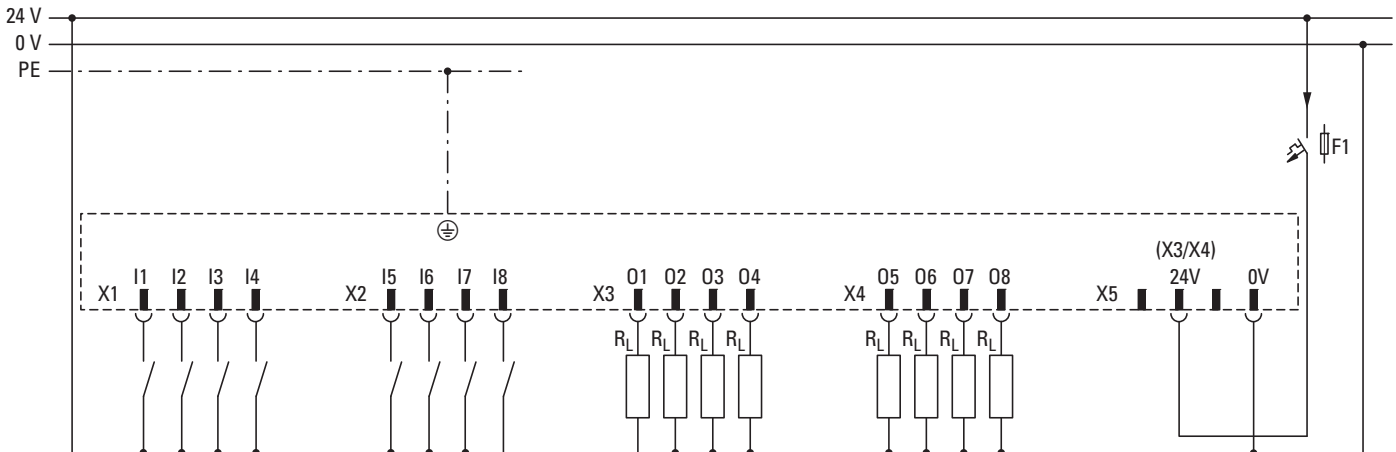 24 V
0 V
PE
F1
(X3/X4)
X1 I1 I2 I3 I4 X2 I5 I6 I7 I8 X3 O1 O2 O3 O4 X4 O5 O6 O7 O8 X5 24V 0V
RL RL RL RL RL RL RL RL